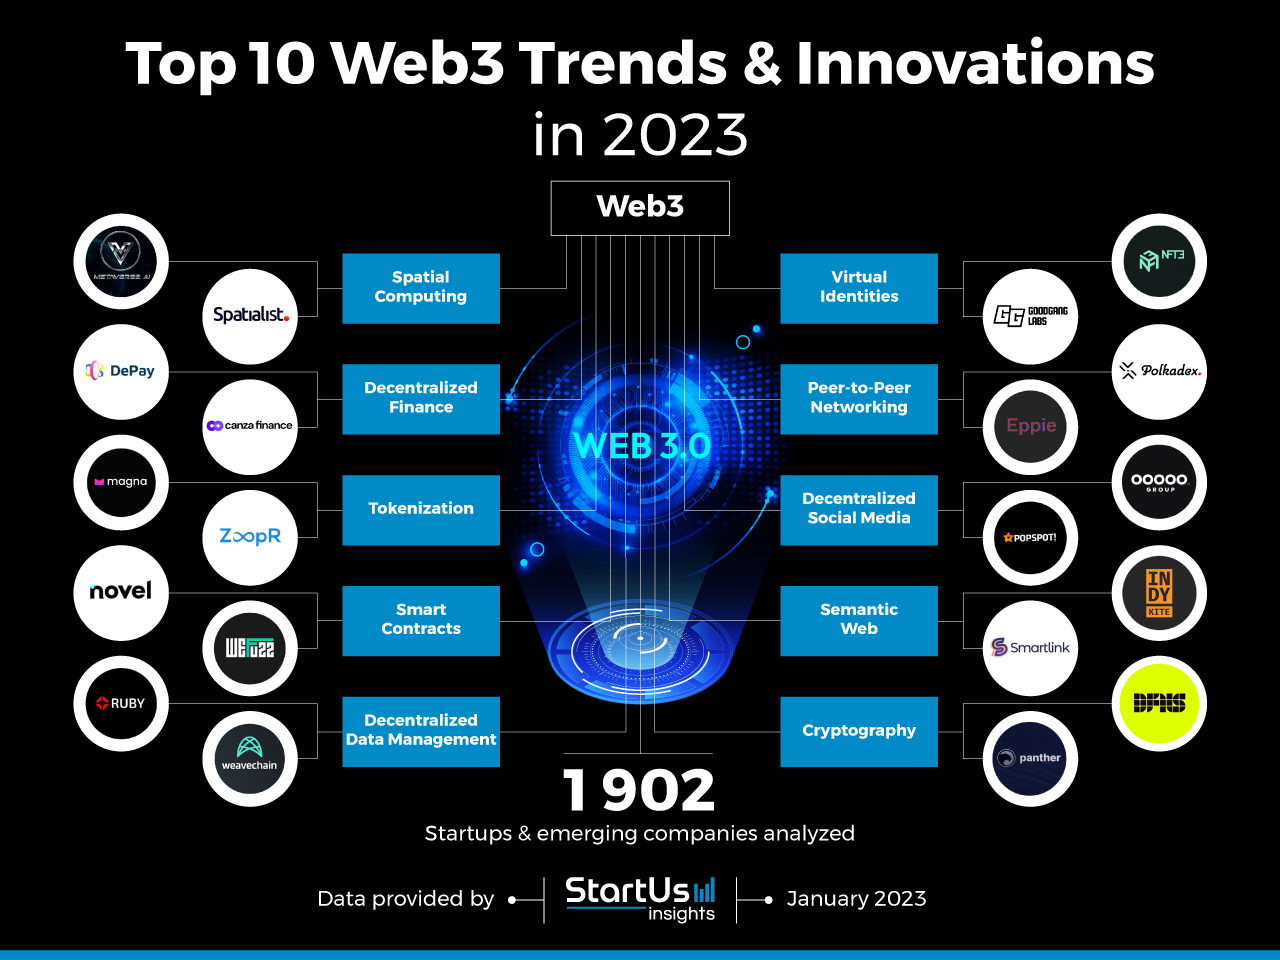 Top 10 Web3 Trends & Innovations
in 2023
Web3
METAVERSE.AI
Spatialist.
Spatial
Computing
DePay
canza finance
Decentralized
Finance
magna
ZoopR
Tokenization
novel
WEFuzz
Smart
Contracts
RUBY
weavechain
Decentralized
Data Management
WEB 3.0
Virtual
Identities
NFT3
GG
GOODGANG
LABS
Peer-to-Peer
Networking
Polkadex.
Eppie
Decentralized
Social Media
OOOOO
GROUP
POPSPOT!
Semantic
Web
IN
DY
KITE
Smartlink
Cryptography
DFNS
panther
1 902
Startups & emerging companies analyzed
Data provided by
StartUs
insights
January 2023